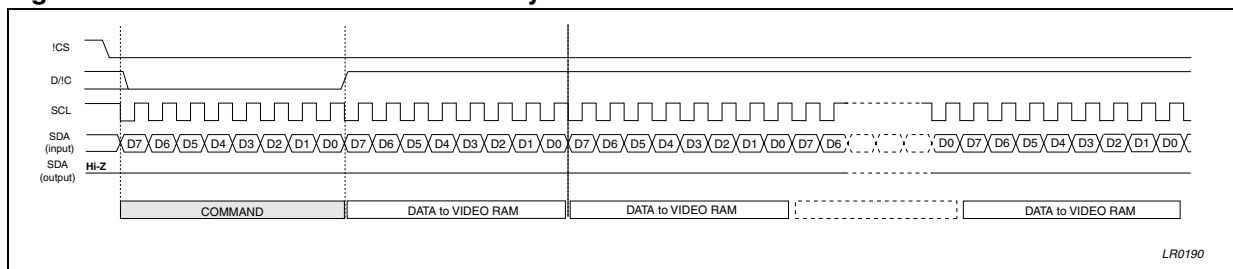 !CS
D/!C
SCL
SDA
(input)
D7 D6 D5 D4 D3 D2 D1 D0 D7 D6 D5 D4 D3 D2 D1 D0 D7 D6 D5 D4 D3 D2 D1 D0 D7 D6 D0 D7 D6 D5 D4 D3 D2 D1 D0
SDA
(output)
Hi-Z
COMMAND DATA to VIDEO RAM DATA to VIDEO RAM DATA to VIDEO RAM
LR0190